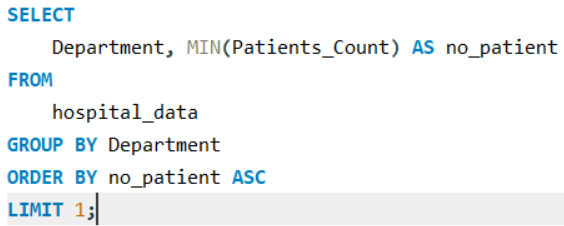 SELECT
Department, MIN(Patients_Count) AS no_patient
FROM
hospital_data
GROUP BY Department
ORDER BY no_patient ASC
LIMIT 1;